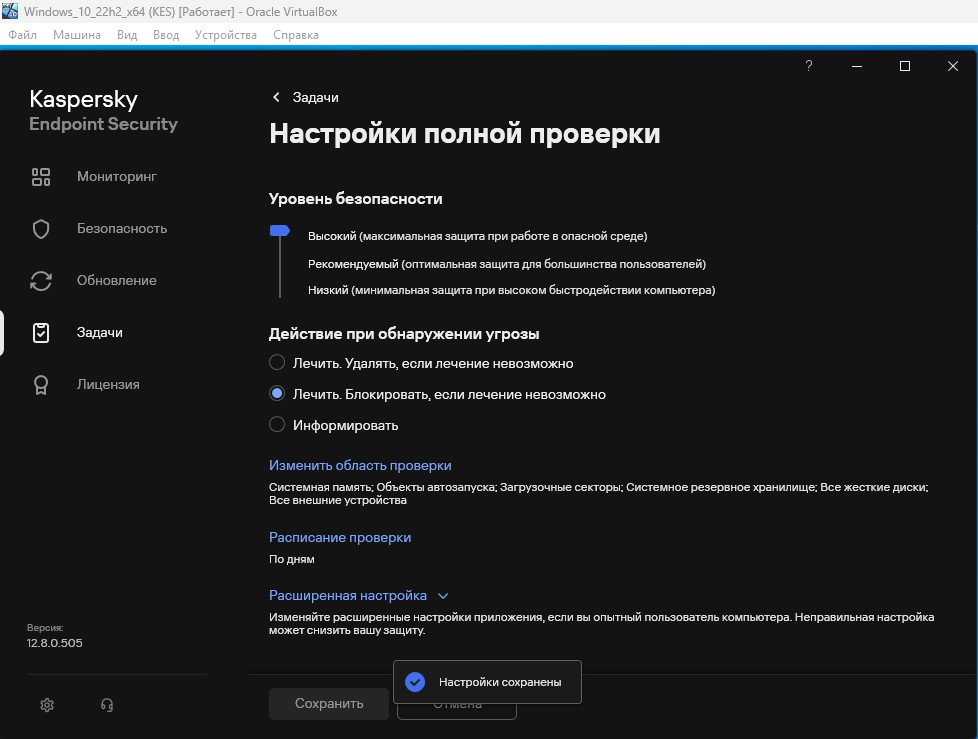 Windows_10_22h2_x64 (KES) [Работает] - Oracle VirtualBox
Файл Машина Вид Ввод Устройства Справка
?
Kaspersky
Endpoint Security
Мониторинг
Безопасность
Обновление
Задачи
Лицензия
Версия:
12.8.0.505
Задачи
Настройки полной проверки
Уровень безопасности
Высокий (максимальная защита при работе в опасной среде)
Рекомендуемый (оптимальная защита для большинства пользователей)
Низкий (минимальная защита при высоком быстродействии компьютера)
Действие при обнаружении угрозы
Лечить. Удалять, если лечение невозможно
Лечить. Блокировать, если лечение невозможно
Информировать
Изменить область проверки
Системная память; Объекты автозапуска; Загрузочные секторы; Системное резервное хранилище; Все жесткие диски;
Все внешние устройства
Расписание проверки
По дням
Расширенная настройка
Изменяйте расширенные настройки приложения, если вы опытный пользователь компьютера. Неправильная настройка
может снизить вашу защиту.
Настройки сохранены
Сохранить
Отмена